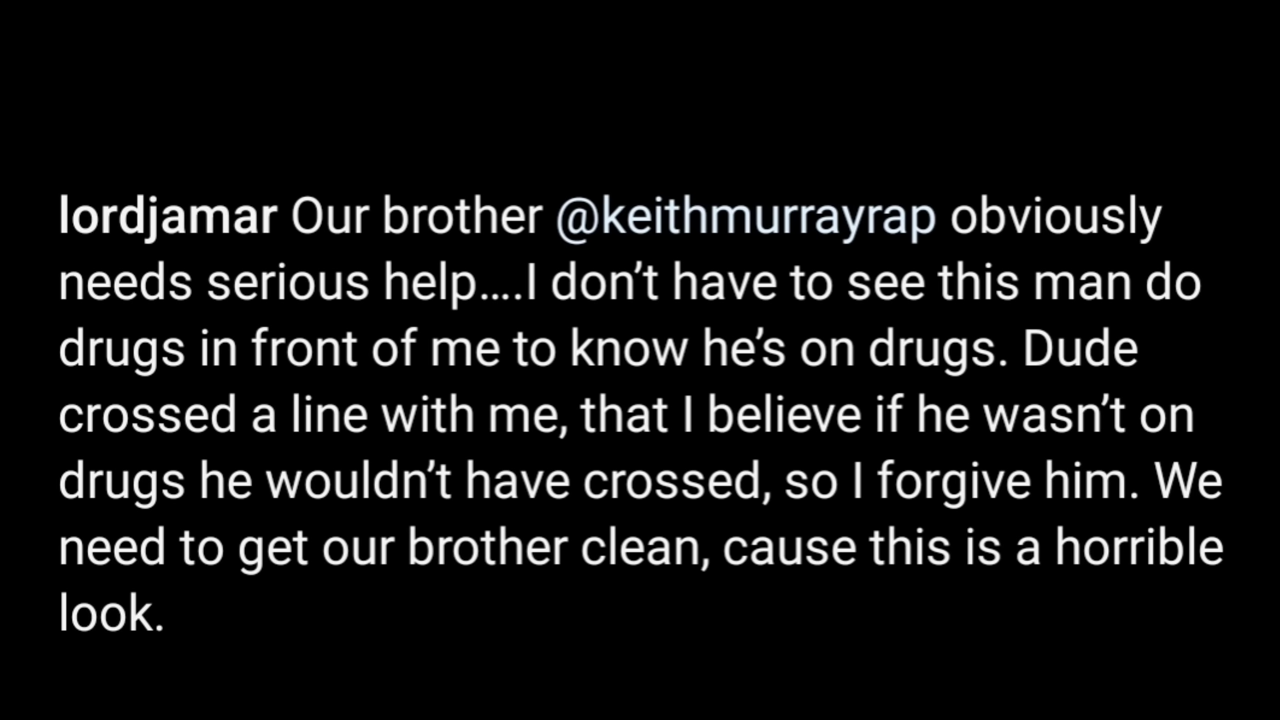 lordjamar Our brother @keithmurrayrap obviously
needs serious help....I don’t have to see this man do
drugs in front of me to know he’s on drugs. Dude
crossed a line with me, that I believe if he wasn’t on
drugs he wouldn’t have crossed, so I forgive him. We
need to get our brother clean, cause this is a horrible
look.